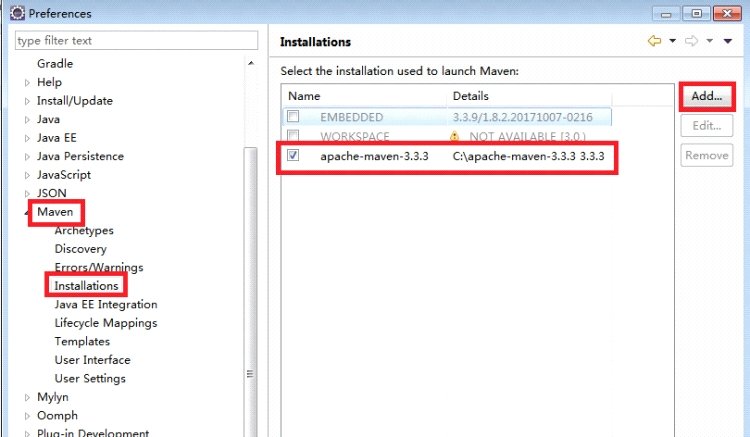 Preferences
type filter text
Gradle
Help
Install/Update
Java
Java EE
Java Persistence
JavaScript
JSON
Maven
Archetypes
Discovery
Errors/Warnings
Installations
Java EE Integration
Lifecycle Mappings
Templates
User Interface
User Settings
Mylyn
Oomph
Plug-in Development
Installations
Select the installation used to launch Maven:
Name Details
EMBEDDED 3.3.9/1.8.2.20171007-0216
WORKSPACE NOT AVAILABLE [3.0,)
apache-maven-3.3.3 C:\apache-maven-3.3.3 3.3.3
Add...
Edit...
Remove